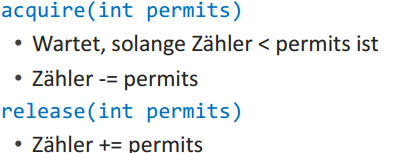 acquire(int permits)
• Wartet, solange Zähler < permits ist
• Zähler -= permits
release(int permits)
• Zähler += permits